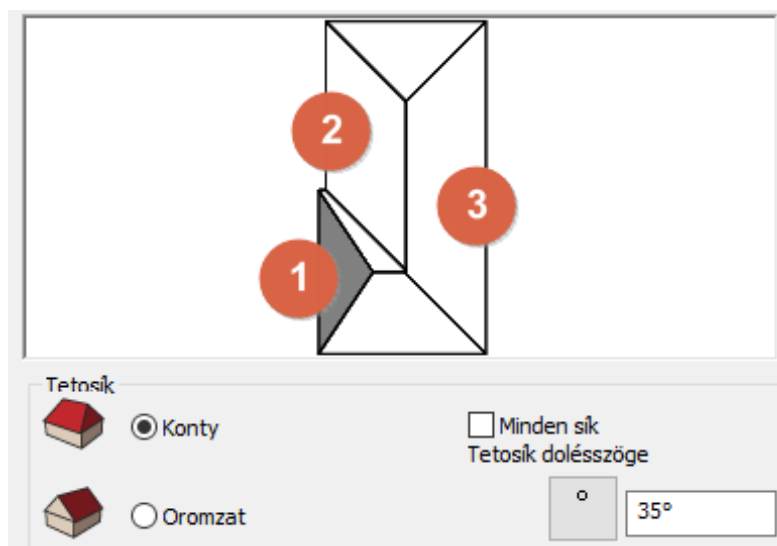 2
3
1
Tetosík
Konty
Minden sík
Tetosík dolésszöge
Oromzat
°
35°